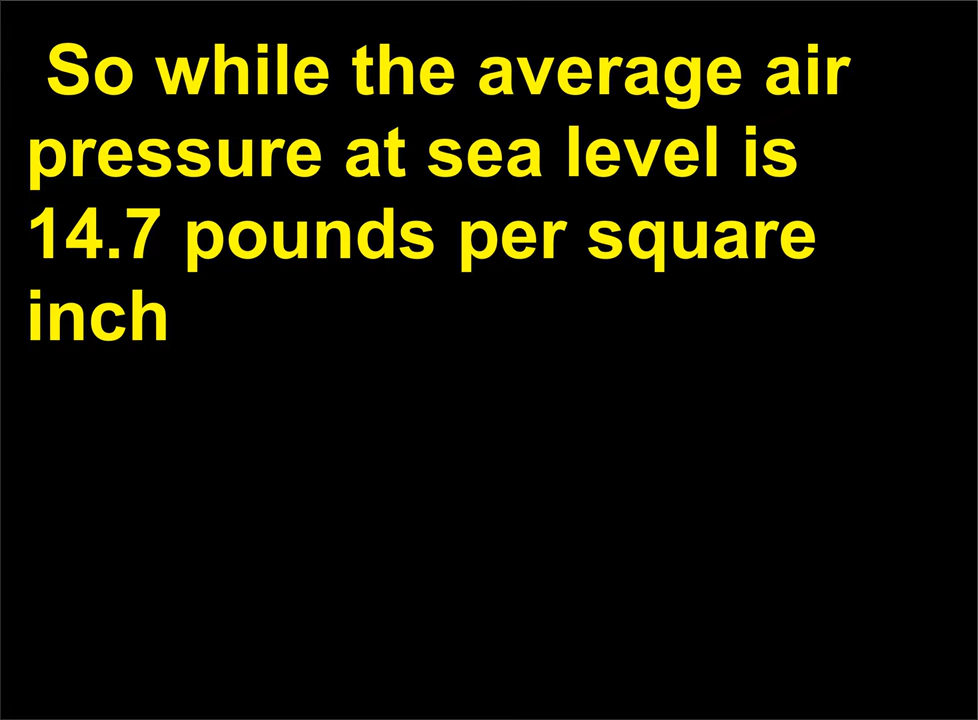 So while the average air
pressure at sea level is
14.7 pounds per square
inch